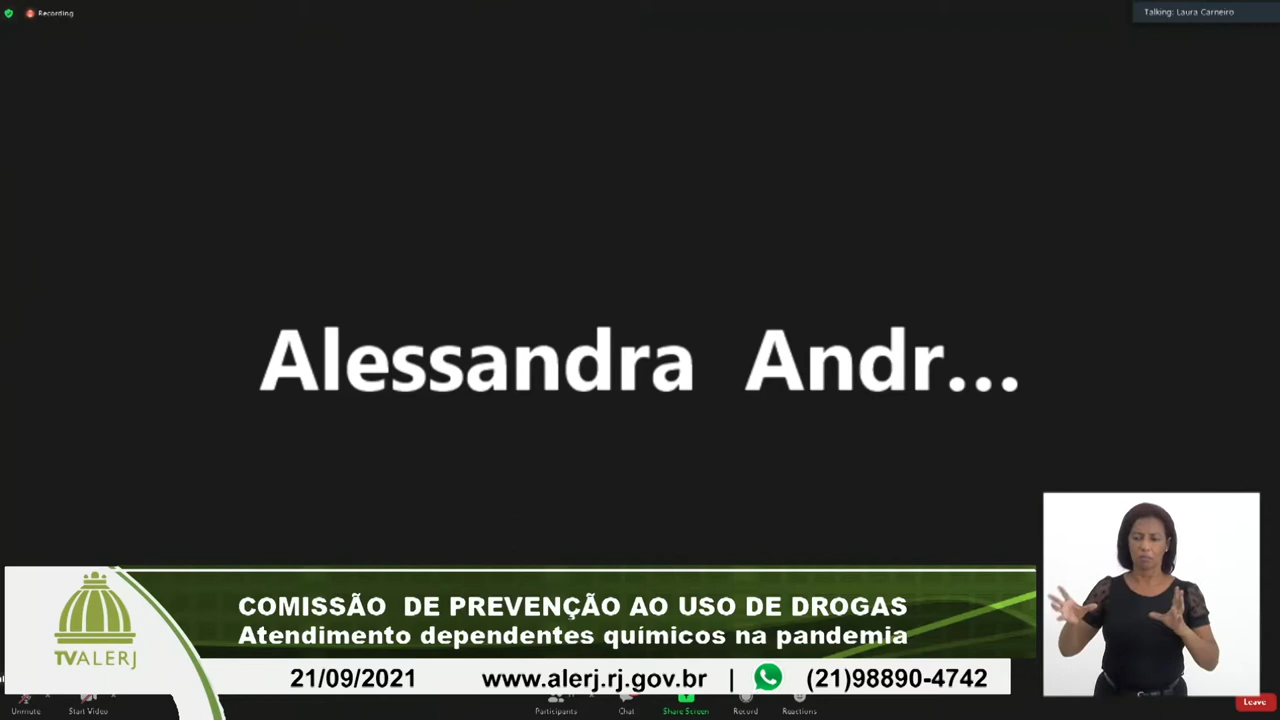 Recording
Talking: Laura Carneiro
Alessandra Andr...
COMISSÃO DE PREVENÇÃO AO USO DE DROGAS
Atendimento dependentes químicos na pandemia
TVALERJ
21/09/2021 www.alerj.rj.gov.br | (21)98890-4742
Unmute Start Video Participants Chat Share Screen Record Reactions Leave